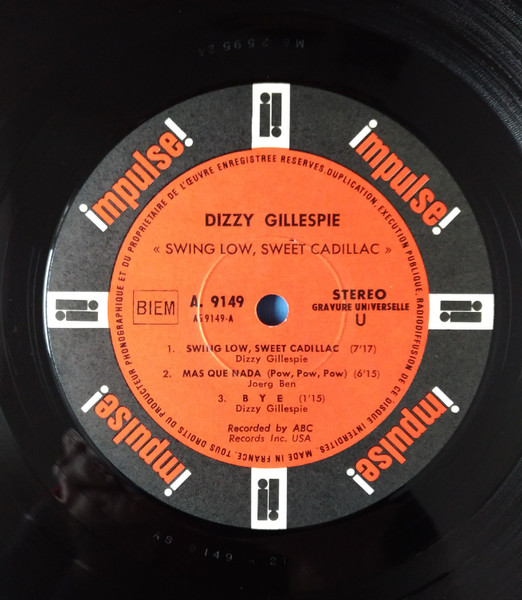 impulse!
impulse!
impulse!
impulse!
TOUS DROITS DU PRODUCTEUR PHONOGRAPHIQUE ET DU PROPRIETAIRE DE L'ŒUVRE ENREGISTREE RESERVES. DUPLICATION, EXECUTION PUBLIQUE, RADIODIFFUSION DE CE DISQUE INTERDITES. MADE IN FRANCE.
DIZZY GILLESPIE
« SWING LOW, SWEET CADILLAC »
BIEM
A. 9149
AS 9149-A
STEREO
GRAVURE UNIVERSELLE
U
1. SWING LOW, SWEET CADILLAC (7'17)
Dizzy Gillespie
2. MAS QUE NADA (Pow, Pow, Pow) (6'15)
Joerg Ben
3. B Y E (1'15)
Dizzy Gillespie
Recorded by ABC
Records Inc. USA
AS 9149 - 21